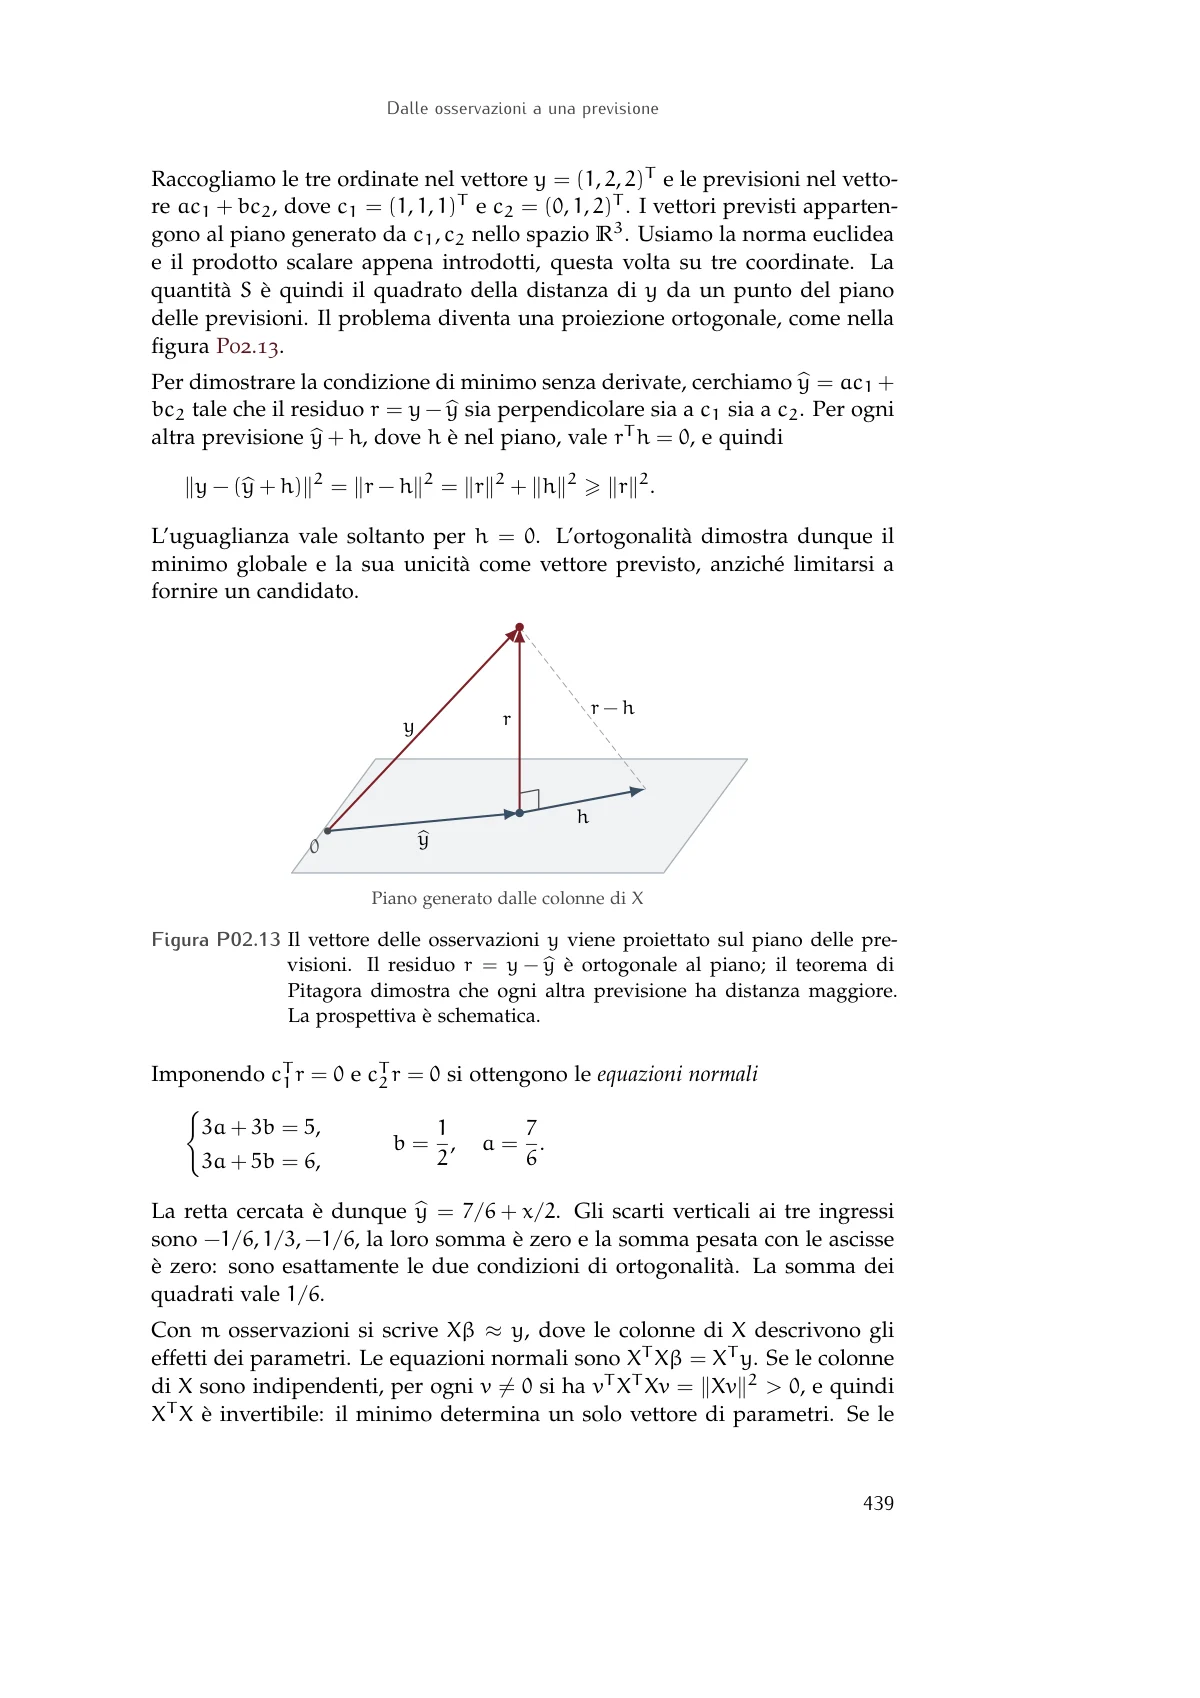 Dalle osservazioni a una previsione
Raccogliamo le tre ordinate nel vettore y = (1, 2, 2)ᵀ e le previsioni nel vetto-
re ac₁ + bc₂, dove c₁ = (1, 1, 1)ᵀ e c₂ = (0, 1, 2)ᵀ. I vettori previsti apparten-
gono al piano generato da c₁, c₂ nello spazio ℝ³. Usiamo la norma euclidea
e il prodotto scalare appena introdotti, questa volta su tre coordinate. La
quantità S è quindi il quadrato della distanza di y da un punto del piano
delle previsioni. Il problema diventa una proiezione ortogonale, come nella
figura P02.13.
Per dimostrare la condizione di minimo senza derivate, cerchiamo ŷ = ac₁ +
bc₂ tale che il residuo r = y − ŷ sia perpendicolare sia a c₁ sia a c₂. Per ogni
altra previsione ŷ + h, dove h è nel piano, vale rᵀh = 0, e quindi
‖y − (ŷ + h)‖² = ‖r − h‖² = ‖r‖² + ‖h‖² ⩾ ‖r‖².
L'uguaglianza vale soltanto per h = 0. L'ortogonalità dimostra dunque il
minimo globale e la sua unicità come vettore previsto, anziché limitarsi a
fornire un candidato.
y
r
r − h
h
0
ŷ
Piano generato dalle colonne di X
Figura P02.13 Il vettore delle osservazioni y viene proiettato sul piano delle pre-
visioni. Il residuo r = y − ŷ è ortogonale al piano; il teorema di
Pitagora dimostra che ogni altra previsione ha distanza maggiore.
La prospettiva è schematica.
Imponendo c₁ᵀr = 0 e c₂ᵀr = 0 si ottengono le equazioni normali
{3a + 3b = 5,
3a + 5b = 6, b = 1/2, a = 7/6.
La retta cercata è dunque ŷ = 7/6 + x/2. Gli scarti verticali ai tre ingressi
sono −1/6, 1/3, −1/6, la loro somma è zero e la somma pesata con le ascisse
è zero: sono esattamente le due condizioni di ortogonalità. La somma dei
quadrati vale 1/6.
Con m osservazioni si scrive Xβ ≈ y, dove le colonne di X descrivono gli
effetti dei parametri. Le equazioni normali sono XᵀXβ = Xᵀy. Se le colonne
di X sono indipendenti, per ogni v ≠ 0 si ha vᵀXᵀXv = ‖Xv‖² > 0, e quindi
XᵀX è invertibile: il minimo determina un solo vettore di parametri. Se le
439